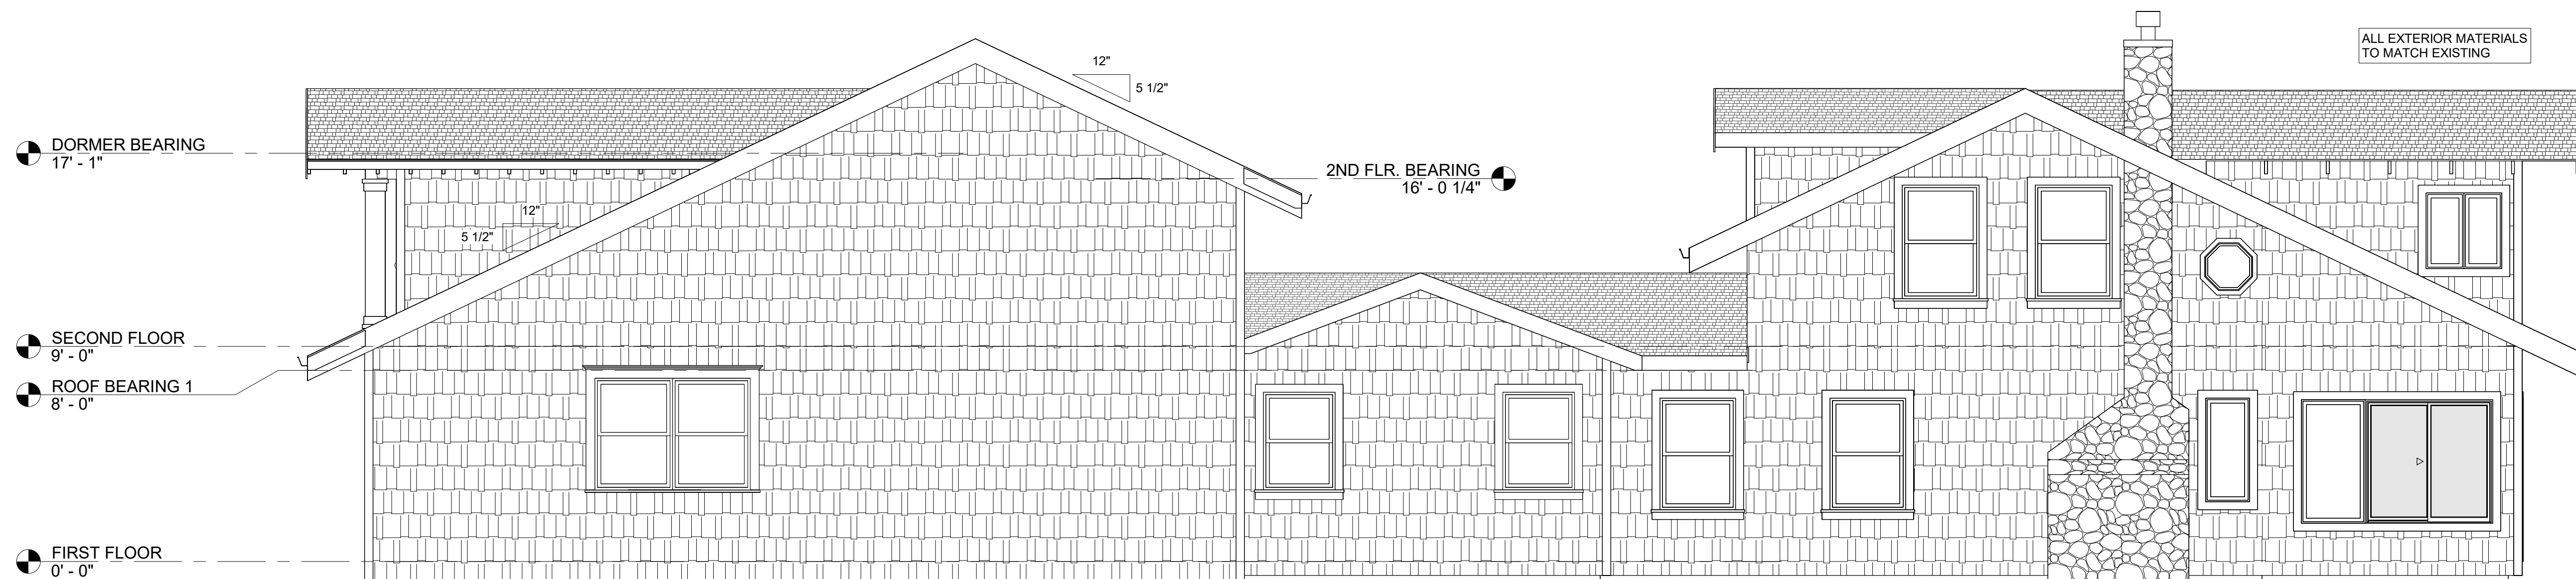 12"
5 1/2"
ALL EXTERIOR MATERIALS
TO MATCH EXISTING
DORMER BEARING
17' - 1"
2ND FLR. BEARING
16' - 0 1/4"
12"
5 1/2"
SECOND FLOOR
9' - 0"
ROOF BEARING 1
8' - 0"
FIRST FLOOR
0' - 0"